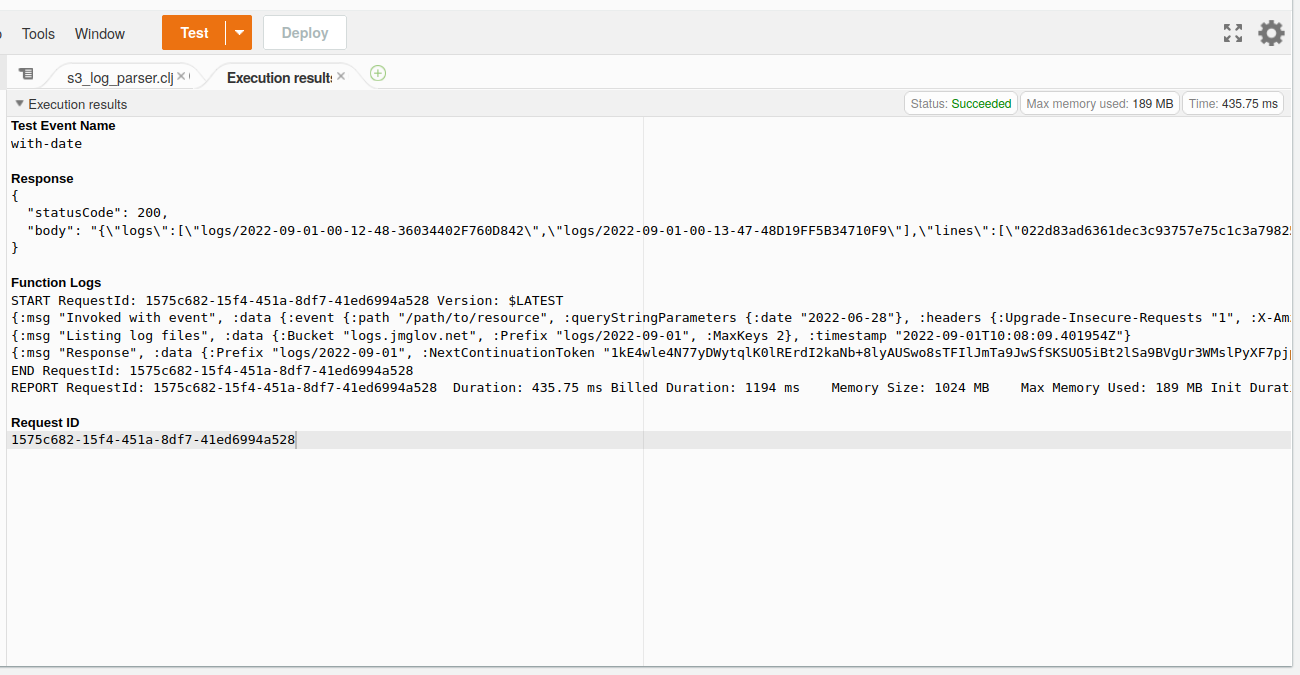 Tools Window Test Deploy
s3_log_parser.clj Execution results
Execution results Status: Succeeded Max memory used: 189 MB Time: 435.75 ms
Test Event Name
with-date
Response
{
"statusCode": 200,
"body": "{\"logs\":[\"logs/2022-09-01-00-12-48-36034402F760D842\",\"logs/2022-09-01-00-13-47-48D19FF5B34710F9\"],\"lines\":[\"022d83ad6361dec3c93757e75c1c3a7982
}
Function Logs
START RequestId: 1575c682-15f4-451a-8df7-41ed6994a528 Version: $LATEST
{:msg "Invoked with event", :data {:event {:path "/path/to/resource", :queryStringParameters {:date "2022-06-28"}, :headers {:Upgrade-Insecure-Requests "1", :X-Am
{:msg "Listing log files", :data {:Bucket "logs.jmglov.net", :Prefix "logs/2022-09-01", :MaxKeys 2}, :timestamp "2022-09-01T10:08:09.401954Z"}
{:msg "Response", :data {:Prefix "logs/2022-09-01", :NextContinuationToken "1kE4wle4N77yDWytqlK0lRErdI2kaNb+8lyAUSwo8sTFIlJmTa9JwSfSKSUO5iBt2lSa9BVgUr3WMslPyXF7pj
END RequestId: 1575c682-15f4-451a-8df7-41ed6994a528
REPORT RequestId: 1575c682-15f4-451a-8df7-41ed6994a528 Duration: 435.75 ms Billed Duration: 1194 ms Memory Size: 1024 MB Max Memory Used: 189 MB Init Durat
Request ID
1575c682-15f4-451a-8df7-41ed6994a528